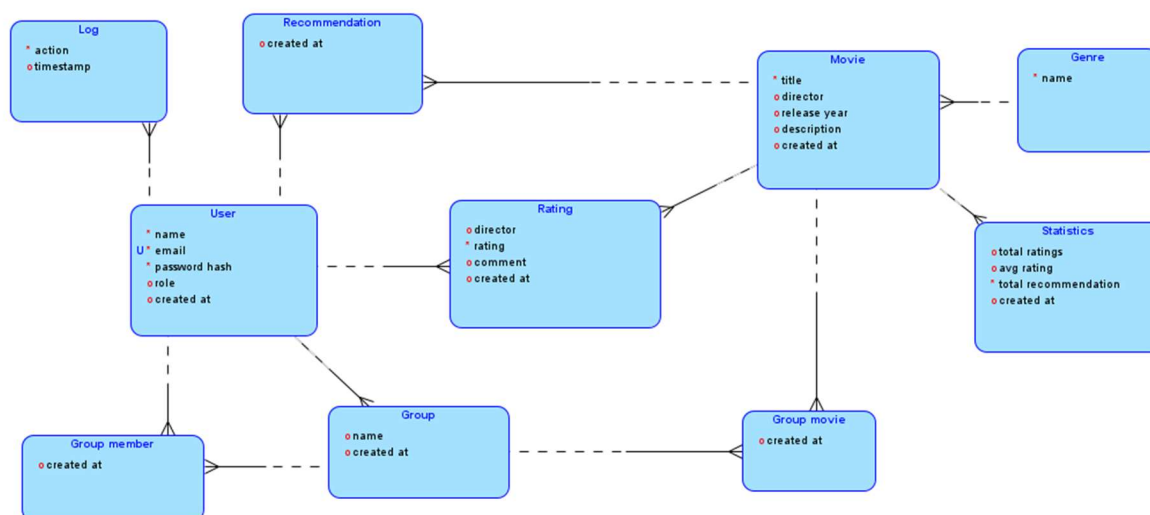 Log
* action
o timestamp
Recommendation
o created at
Movie
* title
o director
o release year
o description
o created at
Genre
* name
User
* name
U * email
* password hash
o role
o created at
Rating
o director
* rating
o comment
o created at
Statistics
o total ratings
o avg rating
* total recommendation
o created at
Group member
o created at
Group
o name
o created at
Group movie
o created at